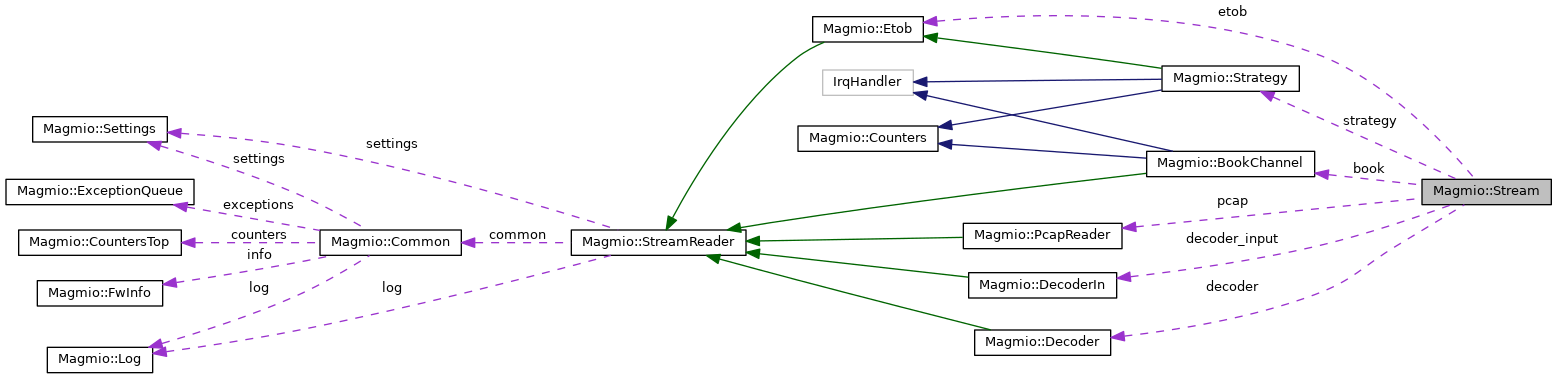 etob
Magmio::Etob
Magmio::Strategy
IrqHandler
strategy
Magmio::Settings
Magmio::Counters
settings
settings
Magmio::BookChannel
book
Magmio::ExceptionQueue
Magmio::Stream
exceptions
pcap
counters
common
Magmio::PcapReader
Magmio::CountersTop
Magmio::Common
Magmio::StreamReader
decoder_input
info
Magmio::DecoderIn
log
log
decoder
Magmio::FwInfo
Magmio::Decoder
Magmio::Log